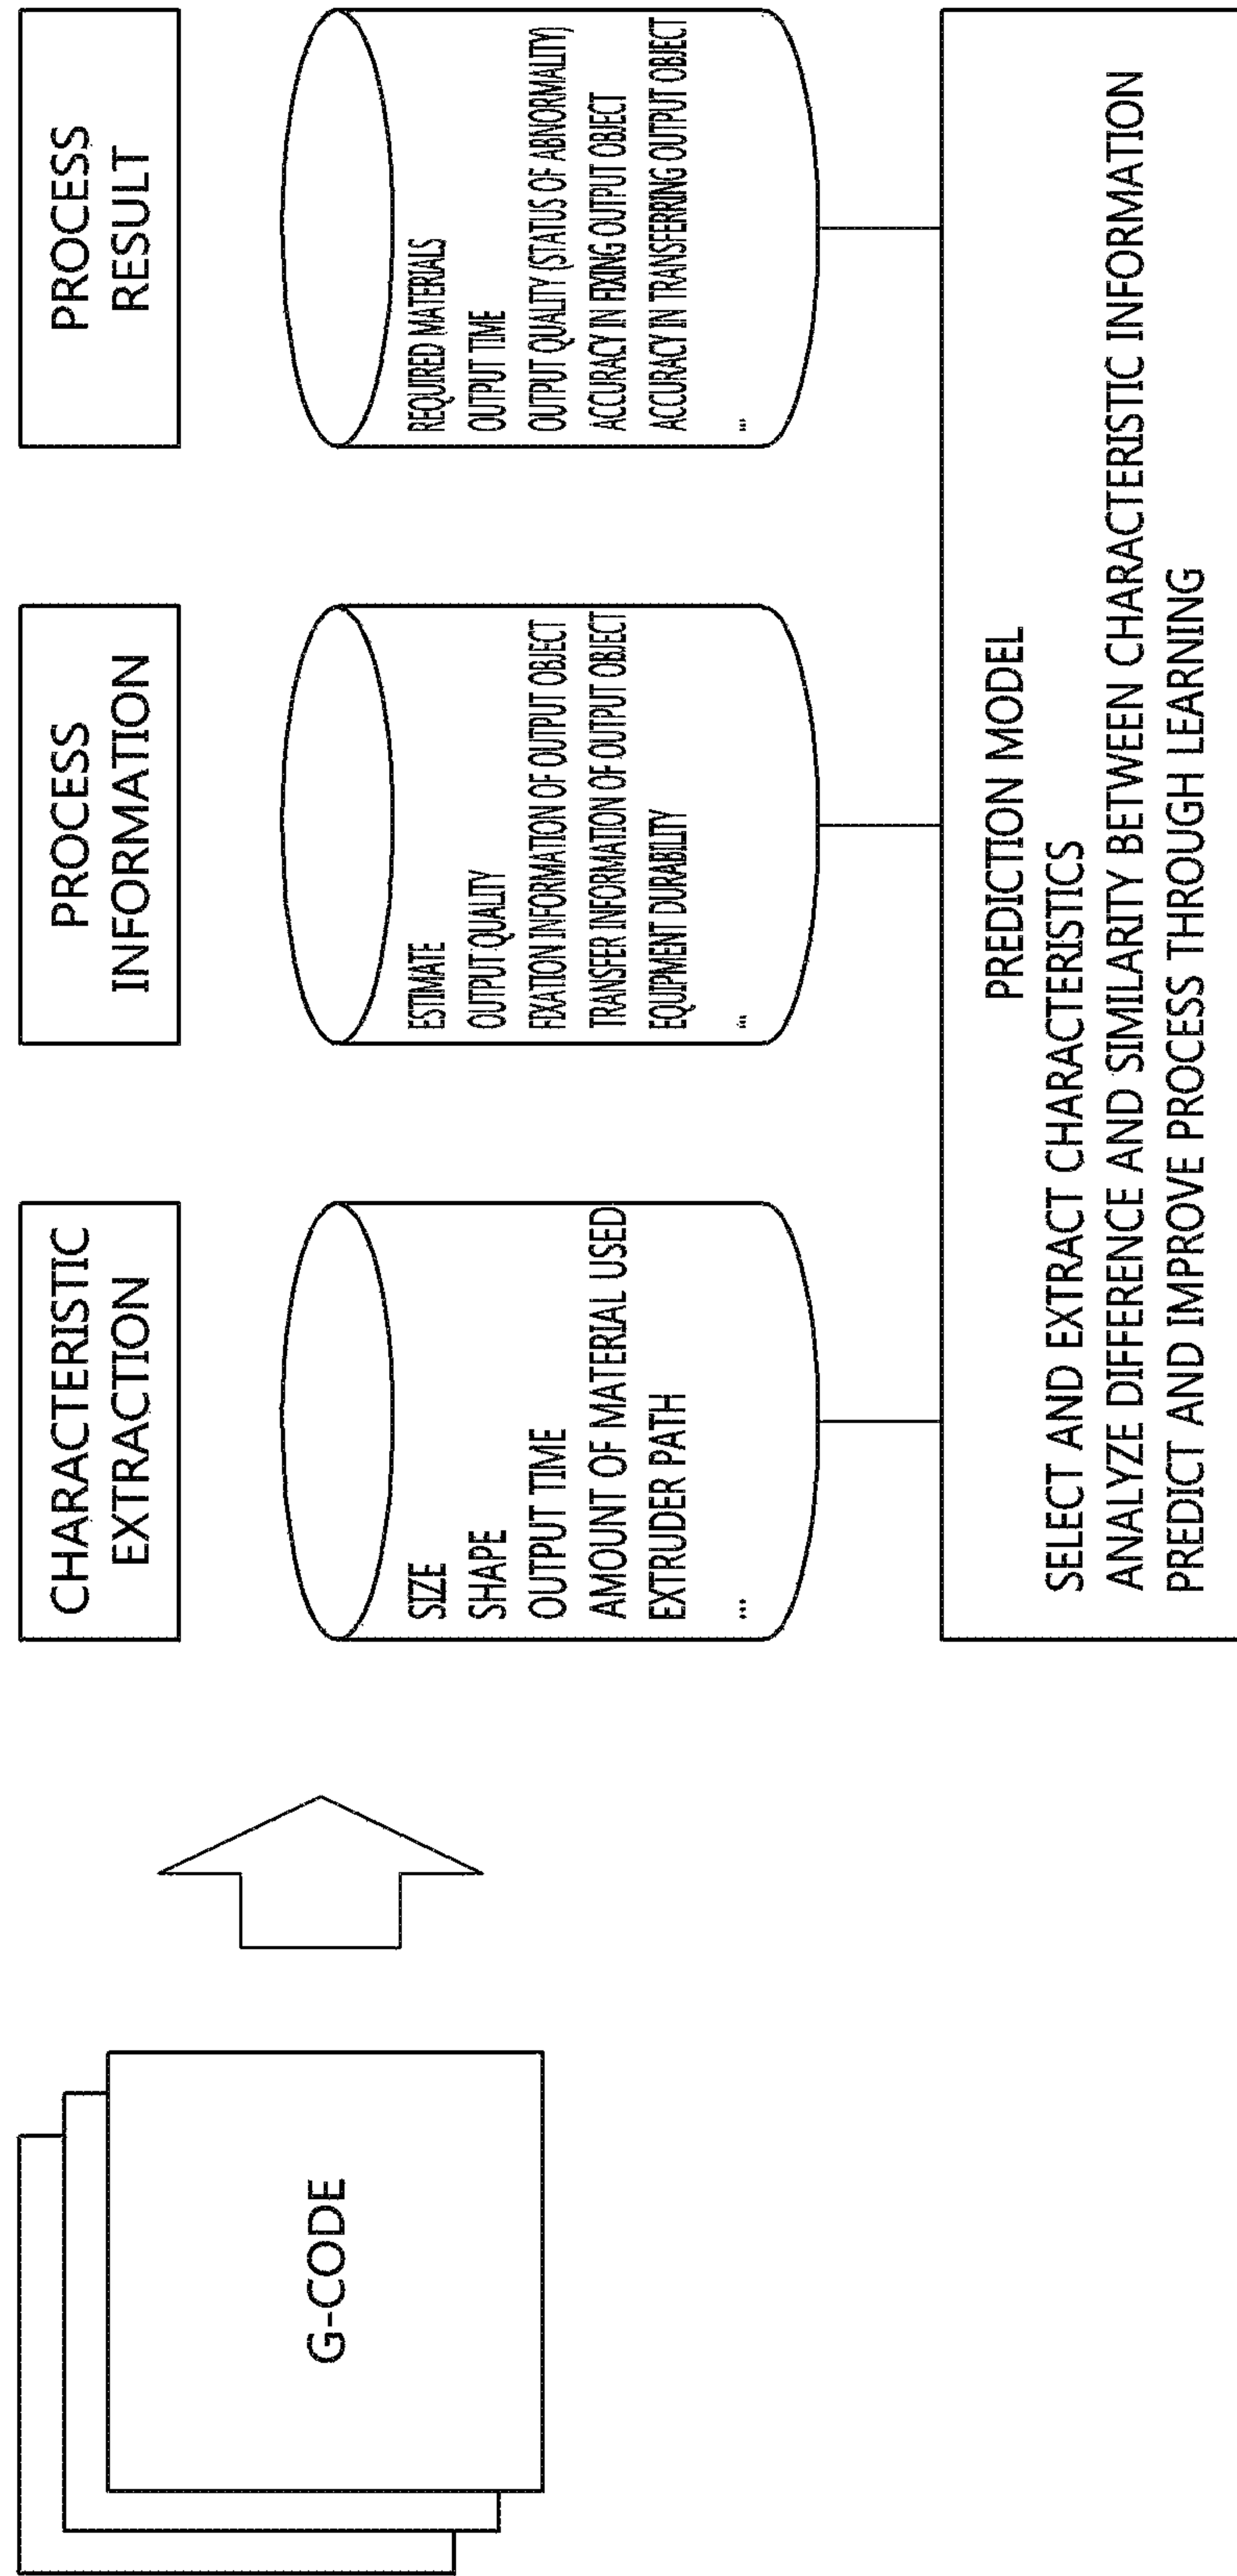 G-CODE
CHARACTERISTIC
EXTRACTION
SIZE
SHAPE
OUTPUT TIME
AMOUNT OF MATERIAL USED
EXTRUDER PATH
...
PROCESS
INFORMATION
ESTIMATE
OUTPUT QUALITY
FIXATION INFORMATION OF OUTPUT OBJECT
TRANSFER INFORMATION OF OUTPUT OBJECT
EQUIPMENT DURABILITY
...
PROCESS
RESULT
REQUIRED MATERIALS
OUTPUT TIME
OUTPUT QUALITY (STATUS OF ABNORMALITY)
ACCURACY IN FIXING OUTPUT OBJECT
ACCURACY IN TRANSFERRING OUTPUT OBJECT
...
PREDICTION MODEL
SELECT AND EXTRACT CHARACTERISTICS
ANALYZE DIFFERENCE AND SIMILARITY BETWEEN CHARACTERISTIC INFORMATION
PREDICT AND IMPROVE PROCESS THROUGH LEARNING